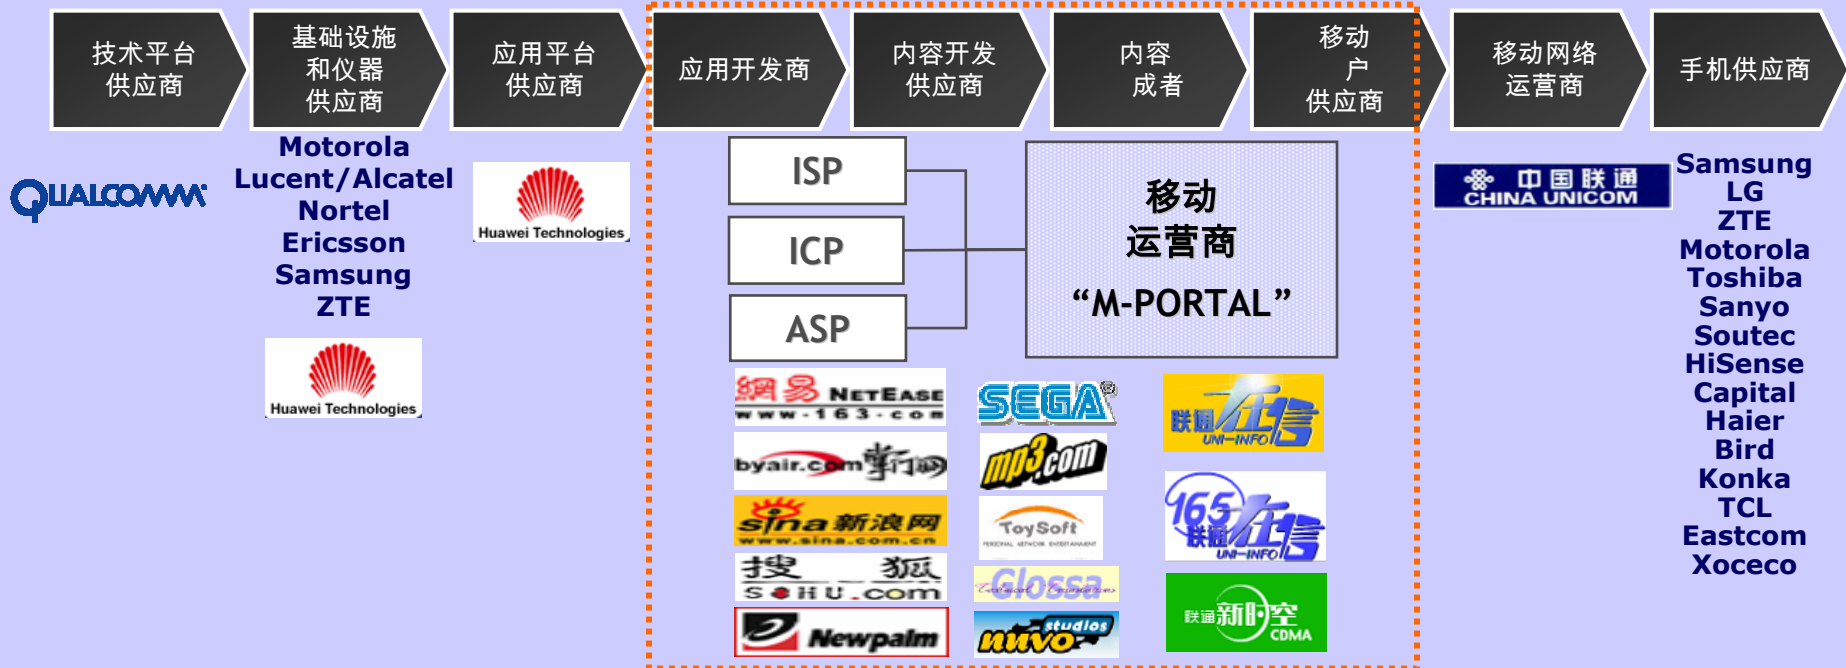 技术平台
供应商
基础设施
和仪器
供应商
应用平台
供应商
应用开发商
内容开发
供应商
内容
成者
移动
户
供应商
移动网络
运营商
手机供应商
QUALCOMM
Motorola
Lucent/Alcatel
Nortel
Ericsson
Samsung
ZTE
Huawei Technologies
Huawei Technologies
ISP
ICP
ASP
移动
运营商
“M-PORTAL”
網易 NETEASE
www.163.com
byair.com 掌门网
sina 新浪网
www.sina.com.cn
搜 狐
SOHU.com
Newpalm
SEGA®
mp3.com
ToySoft
PERSONAL NETWORK ENTERTAINMENT
Glossa
nuvo studios
联通在信
UNI-INFO
165
联通在信
UNI-INFO
联通新时空
CDMA
中国联通
CHINA UNICOM
Samsung
LG
ZTE
Motorola
Toshiba
Sanyo
Soutec
HiSense
Capital
Haier
Bird
Konka
TCL
Eastcom
Xoceco